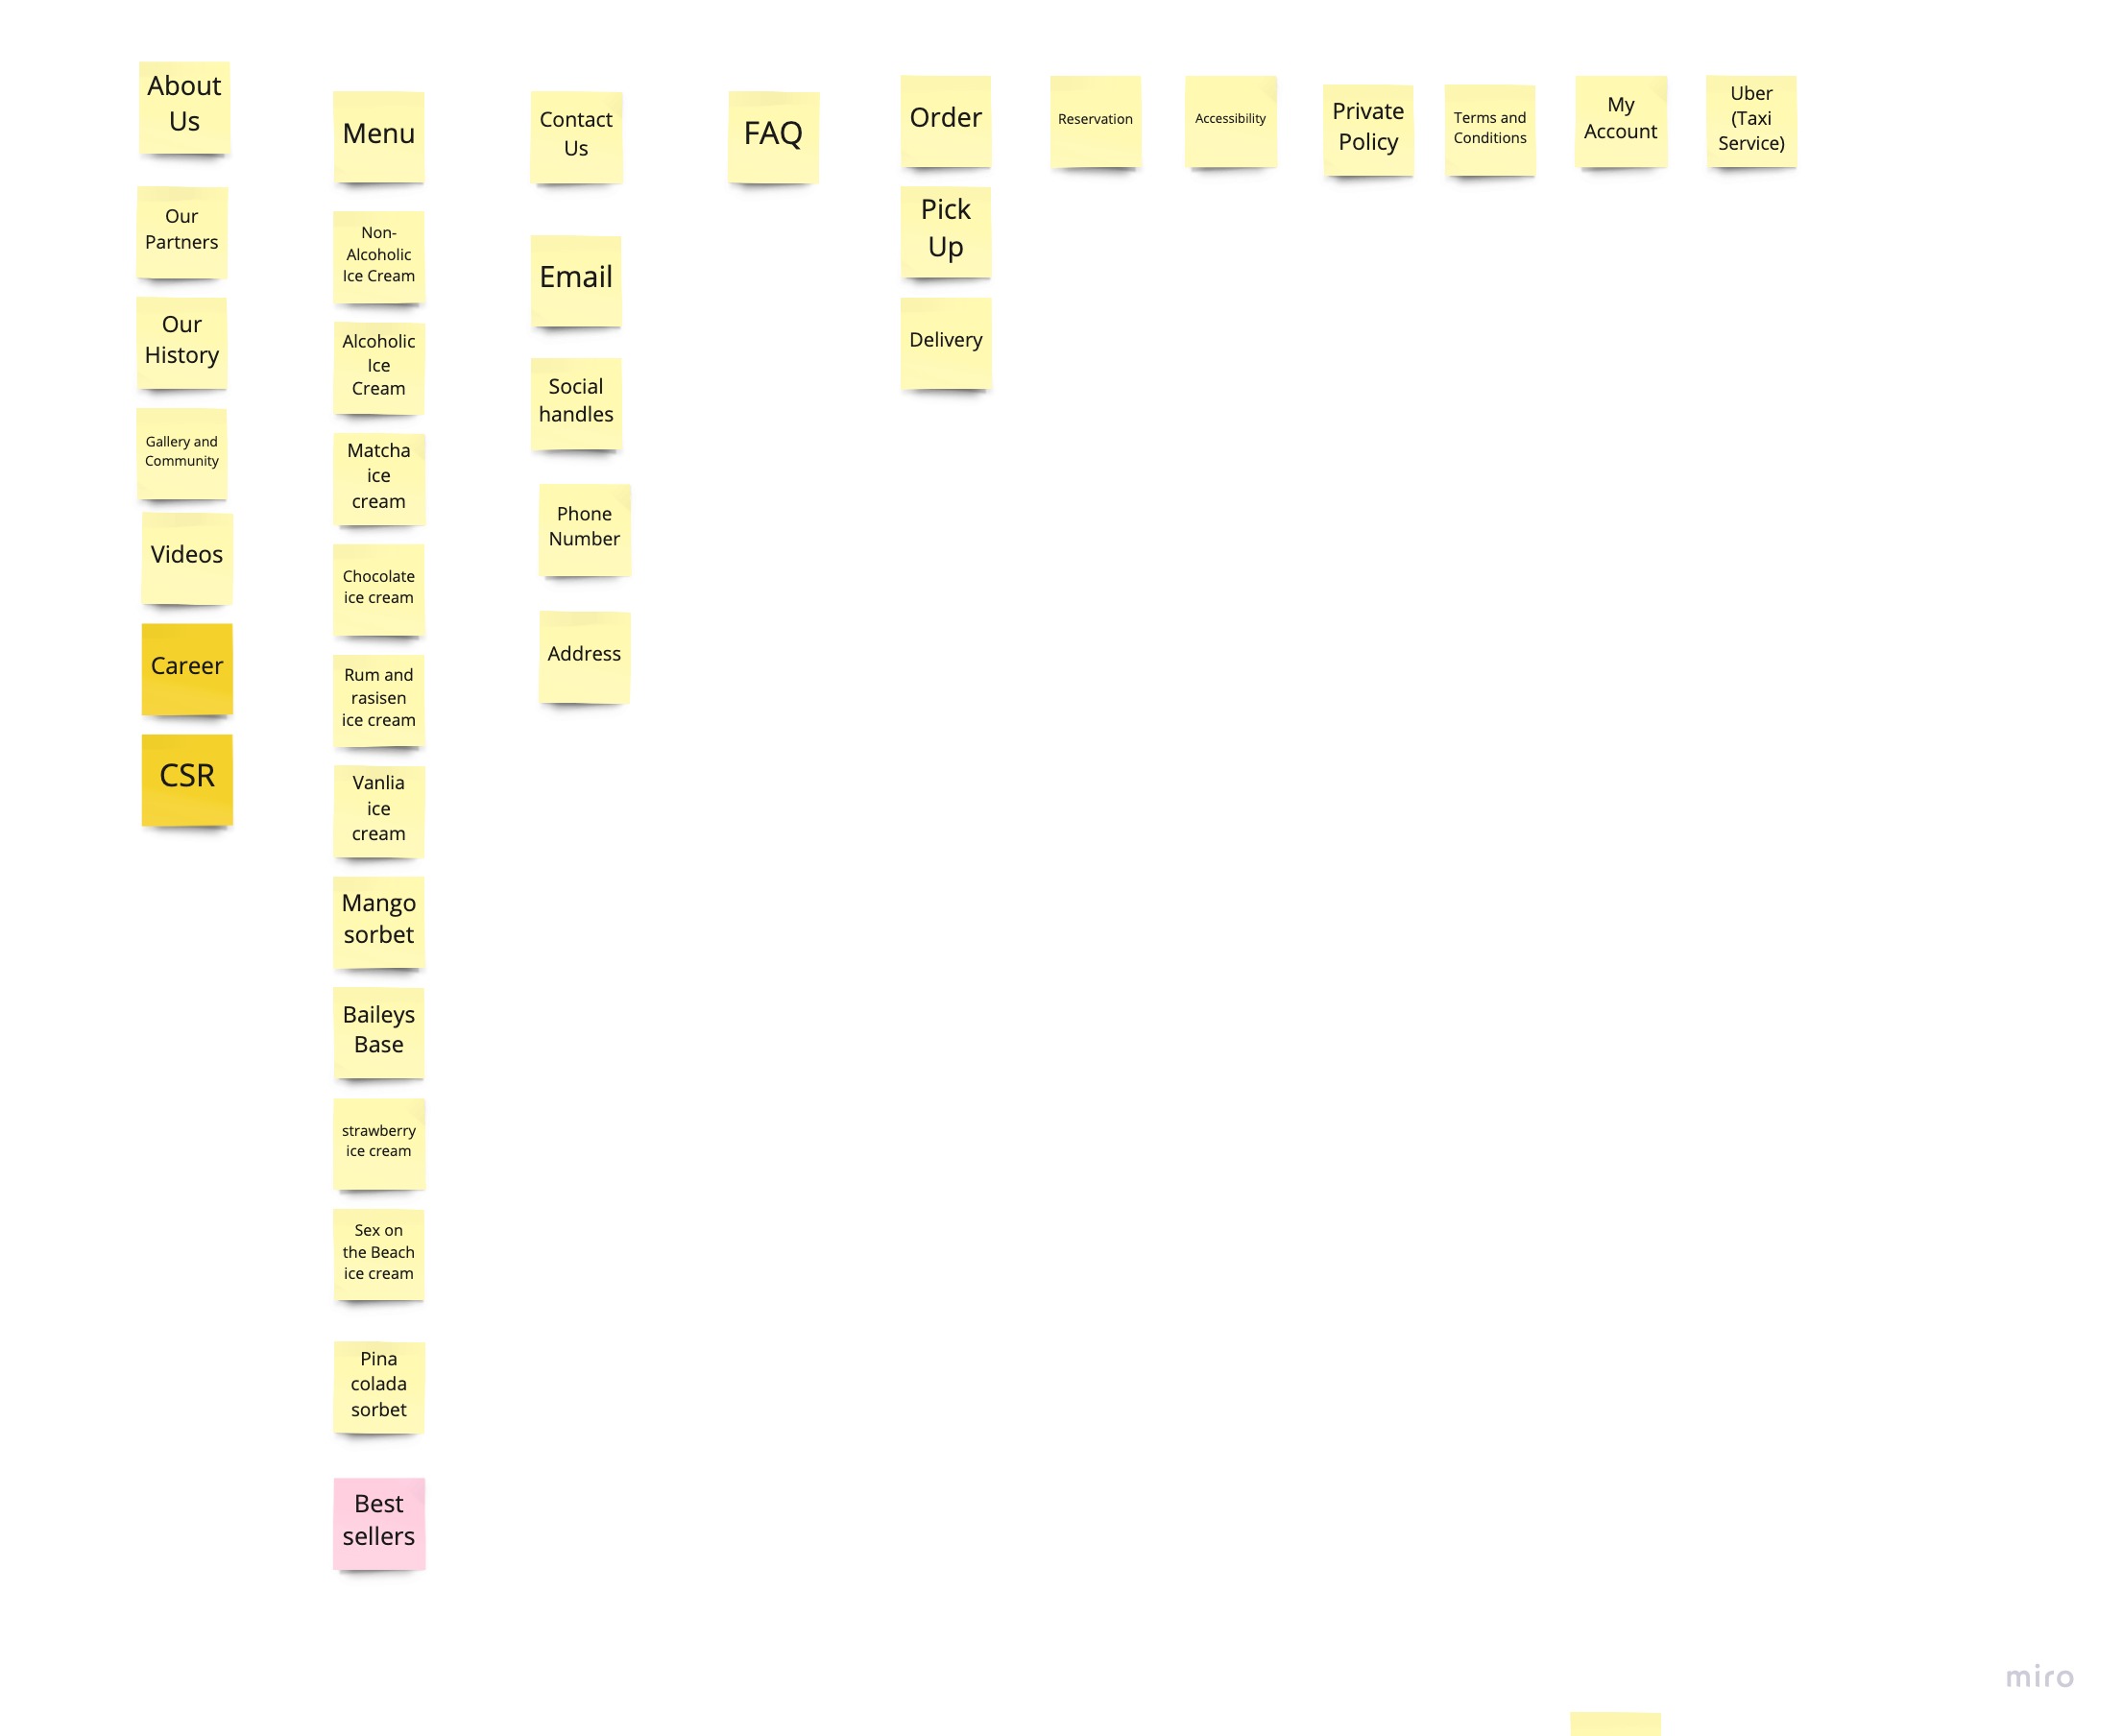 About
Us
Our
Partners
Our
History
Gallery and
Community
Videos
Career
CSR
Menu
Non-
Alcoholic
Ice Cream
Alcoholic
Ice
Cream
Matcha
ice
cream
Chocolate
ice cream
Rum and
rasisen
ice cream
Vanlia
ice
cream
Mango
sorbet
Baileys
Base
strawberry
ice cream
Sex on
the Beach
ice cream
Pina
colada
sorbet
Best
sellers
Contact
Us
Email
Social
handles
Phone
Number
Address
FAQ
Order
Pick
Up
Delivery
Reservation
Accessibility
Private
Policy
Terms and
Conditions
My
Account
Uber
(Taxi
Service)
miro